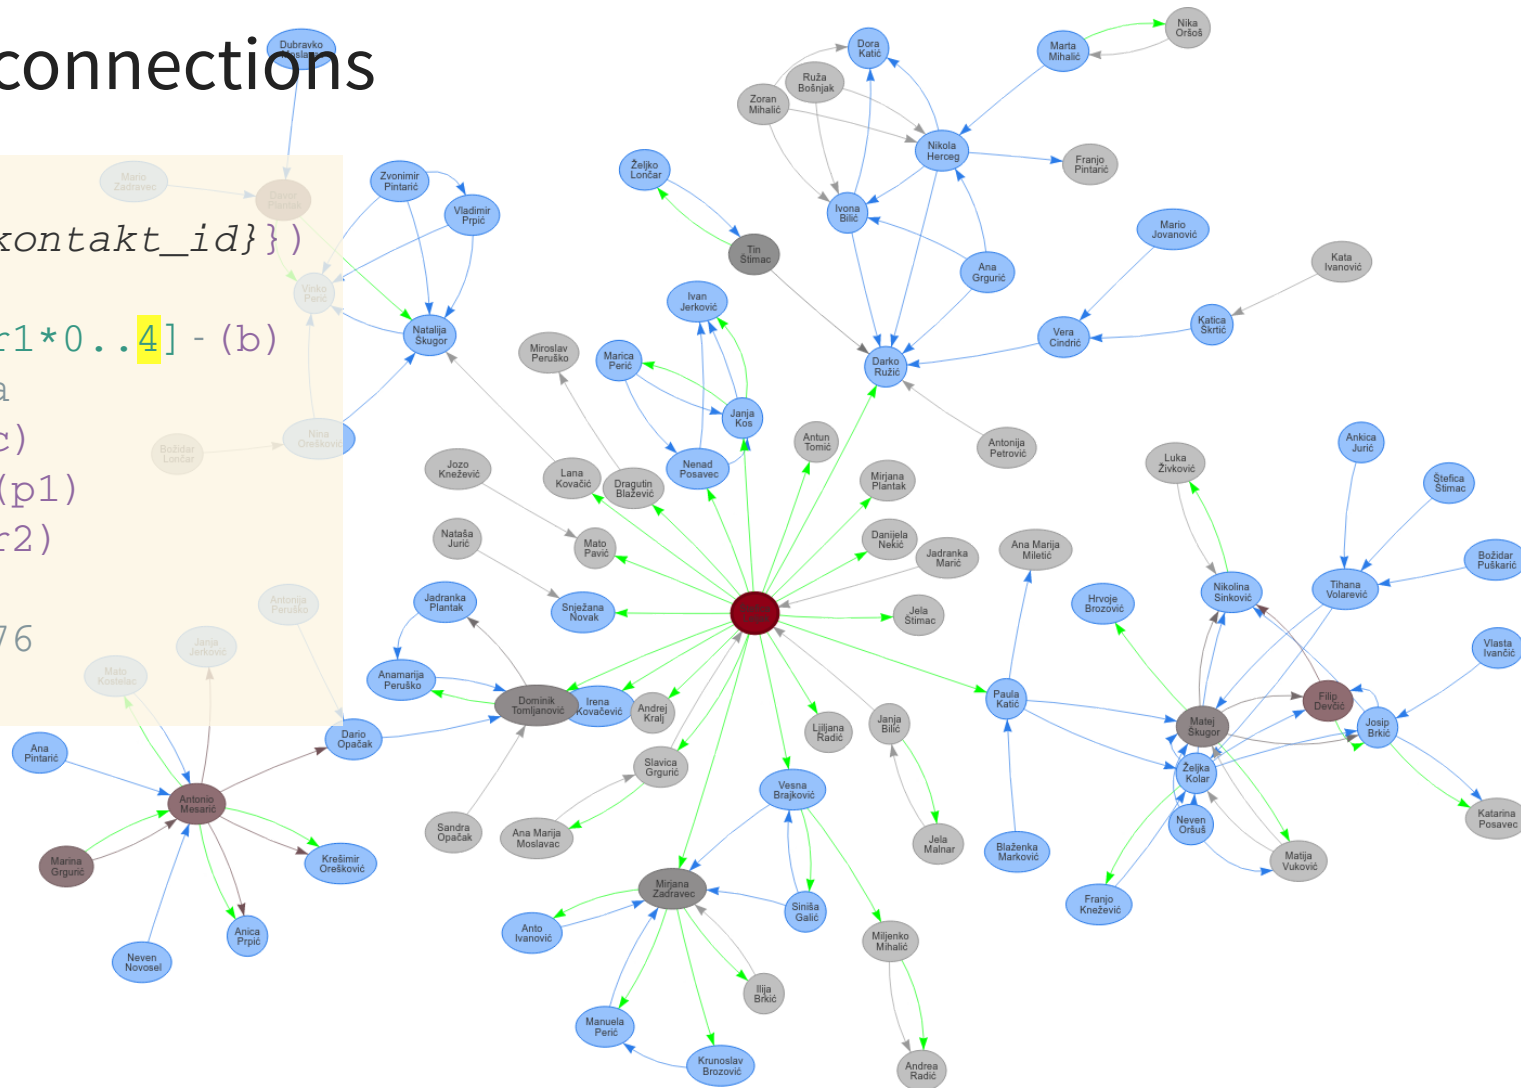 connections
kontakt_id}})
r1*0..4]-(b)
a
c)
(p1)
r2)
76
Dubravko
Mario
Zadravec
Zvonimir
Pintarić
Vladimir
Prpić
Vinko
Perić
Natalija
Škugor
Nina
Orešković
Božidar
Lončar
Željko
Lončar
Tin
Štimac
Dora
Katić
Ruža
Bošnjak
Zoran
Mihalić
Nikola
Herceg
Ivona
Bilić
Marta
Mihalić
Nika
Oršoš
Franjo
Pintarić
Ana
Grgurić
Mario
Jovanović
Kata
Ivanović
Katica
Škrtić
Vera
Cindrić
Darko
Ružić
Antonija
Petrović
Ivan
Jerković
Miroslav
Peruško
Marica
Perić
Janja
Kos
Nenad
Posavec
Antun
Tomić
Mirjana
Plantak
Jozo
Knežević
Lana
Kovačić
Dragutin
Blažević
Nataša
Jurić
Mato
Pavić
Danijela
Nekić
Jadranka
Marić
Jadranka
Plantak
Snježana
Novak
Jela
Štimac
Anamarija
Peruško
Dominik
Tomljanović
Irena
Kovačević
Andrej
Kralj
Ljiljana
Radić
Janja
Bilić
Slavica
Grgurić
Sandra
Opačak
Ana Marija
Moslavac
Vesna
Brajković
Jela
Malnar
Mirjana
Zadravec
Siniša
Galić
Anto
Ivanović
Ilija
Brkić
Miljenko
Mihalić
Manuela
Perić
Krunoslav
Brozović
Andrea
Radić
Antonija
Peruško
Janja
Jerković
Mato
Kostelac
Dario
Opačak
Ana
Pintarić
Antonio
Mesarić
Marina
Grgurić
Krešimir
Orešković
Anica
Prpić
Neven
Novosel
Ana Marija
Miletić
Paula
Katić
Blaženka
Marković
Hrvoje
Brozović
Luka
Živković
Nikolina
Sinković
Ankica
Jurić
Štefica
Štimac
Tihana
Volarević
Božidar
Puškarić
Vlasta
Ivančić
Filip
Devčić
Josip
Brkić
Matej
Škugor
Željka
Kolar
Neven
Oršuš
Katarina
Posavec
Matija
Vuković
Franjo
Knežević